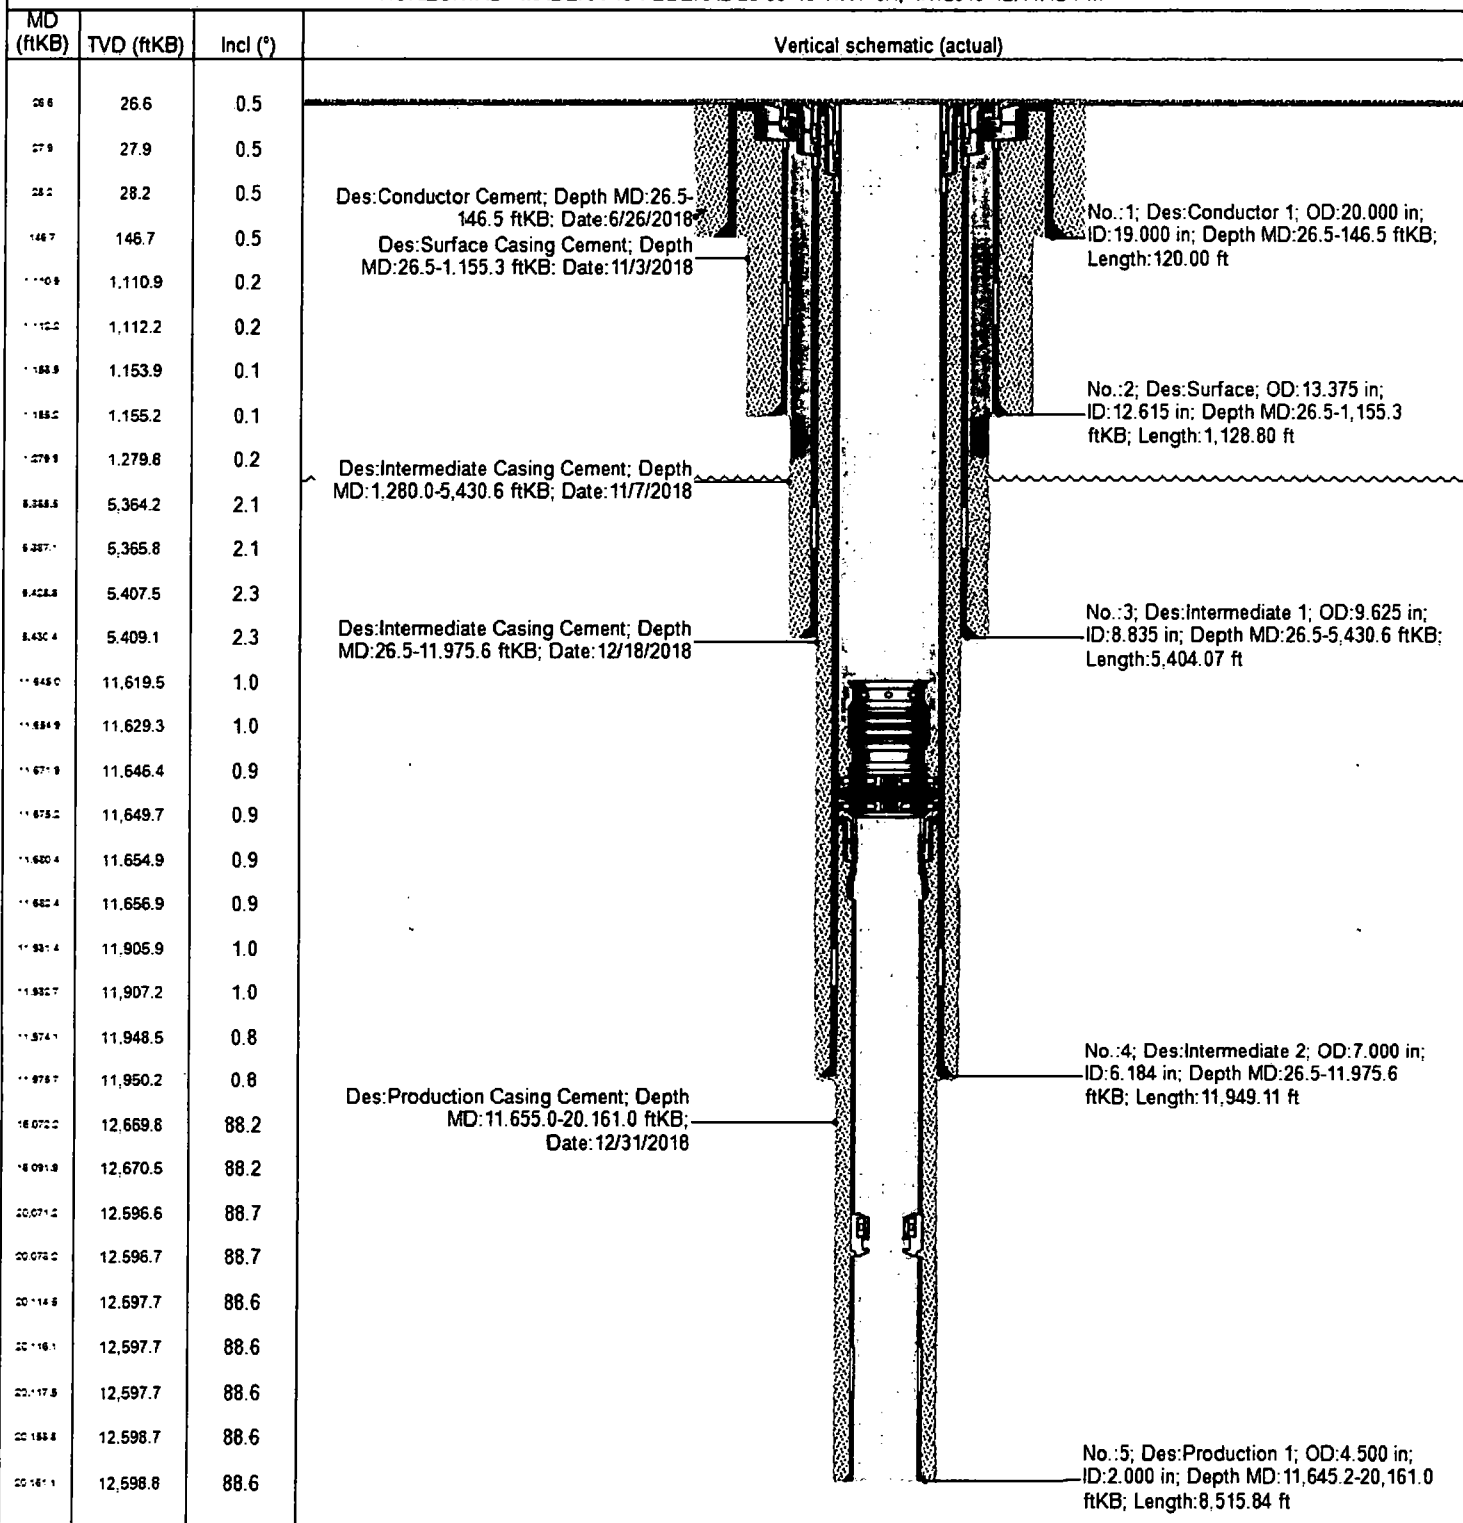 MD
(ftKB) TVD (ftKB) Incl (°) Vertical schematic (actual)
26.6 26.6 0.5
27.9 27.9 0.5
28.2 28.2 0.5
146.7 146.7 0.5
1.110.9 0.2
1,112.2 0.2
1.153.9 0.1
1.155.2 0.1
1.279.8 0.2
5,364.2 2.1
5,365.8 2.1
5.407.5 2.3
5.409.1 2.3
11,619.5 1.0
11.629.3 1.0
11.646.4 0.9
11,649.7 0.9
11.654.9 0.9
11.656.9 0.9
11.905.9 1.0
11,907.2 1.0
11,948.5 0.8
11,950.2 0.8
12,669.8 88.2
12,670.5 88.2
12.596.6 88.7
12.596.7 88.7
12.597.7 88.6
12,597.7 88.6
12,597.7 88.6
12.598.7 88.6
12,598.8 88.6
Des:Conductor Cement; Depth MD:26.5-
146.5 ftKB; Date:6/26/2018
Des:Surface Casing Cement; Depth
MD:26.5-1.155.3 ftKB: Date:11/3/2018
Des:Intermediate Casing Cement; Depth
MD:1,280.0-5,430.6 ftKB; Date:11/7/2018
Des:Intermediate Casing Cement; Depth
MD:26.5-11.975.6 ftKB; Date:12/18/2018
Des:Production Casing Cement; Depth
MD:11.655.0-20.161.0 ftKB;
Date:12/31/2018
No.:1; Des:Conductor 1; OD:20.000 in;
ID:19.000 in; Depth MD:26.5-146.5 ftKB;
Length:120.00 ft
No.:2; Des:Surface; OD:13.375 in;
ID:12.615 in; Depth MD:26.5-1,155.3
ftKB; Length:1,128.80 ft
No.:3; Des:Intermediate 1; OD:9.625 in;
ID:8.835 in; Depth MD:26.5-5,430.6 ftKB;
Length:5,404.07 ft
No.:4; Des:Intermediate 2; OD:7.000 in;
ID:6.184 in; Depth MD:26.5-11.975.6
ftKB; Length:11,949.11 ft
No.:5; Des:Production 1; OD:4.500 in;
ID:2.000 in; Depth MD:11,645.2-20,161.0
ftKB; Length:8,515.84 ft